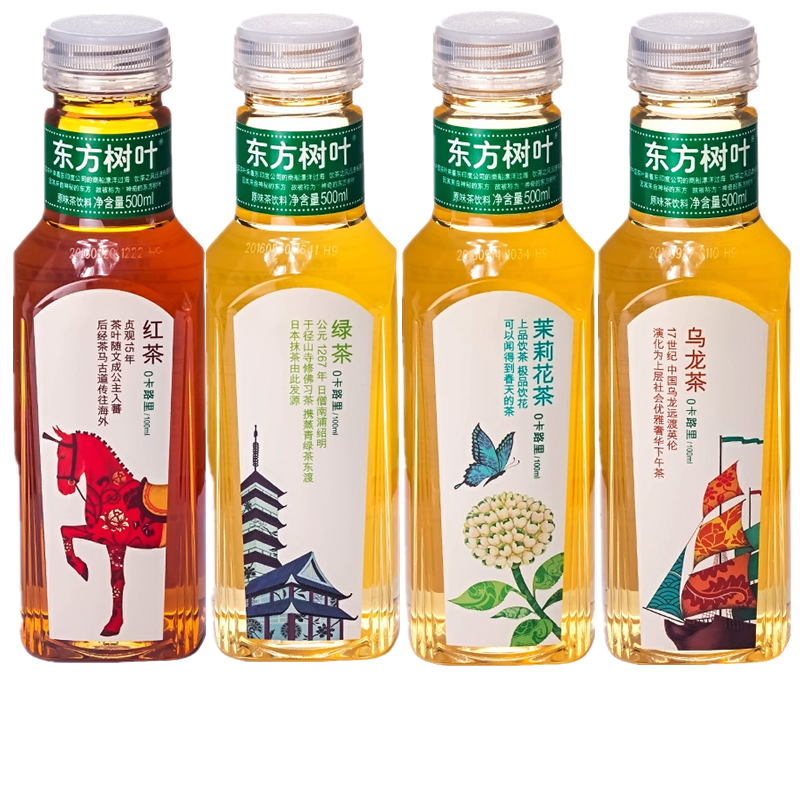 东方树叶
原味茶饮料 净含量500ml
红茶
0卡路里/100ml
贞观15年
茶叶随文成公主入蕃
后经茶马古道传往海外
东方树叶
原味茶饮料 净含量500ml
绿茶
0卡路里/100ml
公元1267年 日僧南浦绍明
于径山寺修佛习茶 携蒸青绿茶东渡
日本抹茶由此发源
东方树叶
原味茶饮料 净含量500ml
茉莉花茶
0卡路里/100ml
上品饮茶 极品饮花
可以闻得到春天的茶
东方树叶
原味茶饮料 净含量500ml
乌龙茶
0卡路里/100ml
17世纪 中国乌龙远渡英伦
演化为上层社会优雅奢华下午茶